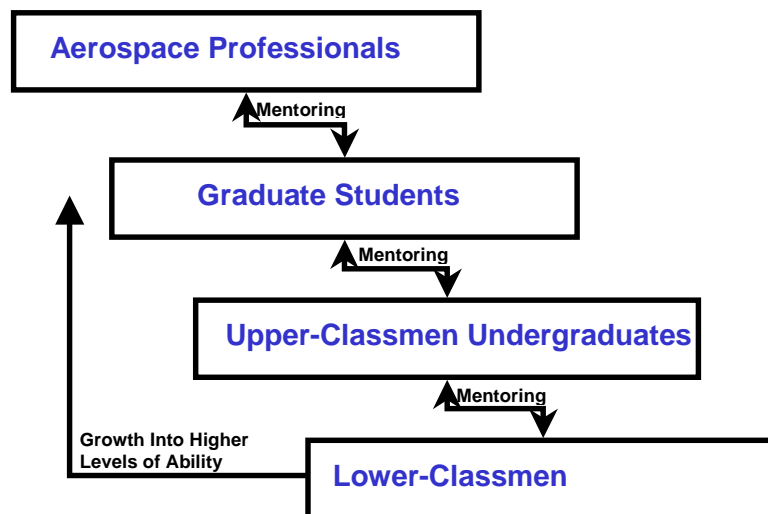 Aerospace Professionals
Mentoring
Graduate Students
Mentoring
Upper-Classmen Undergraduates
Mentoring
Growth Into Higher
Levels of Ability
Lower-Classmen